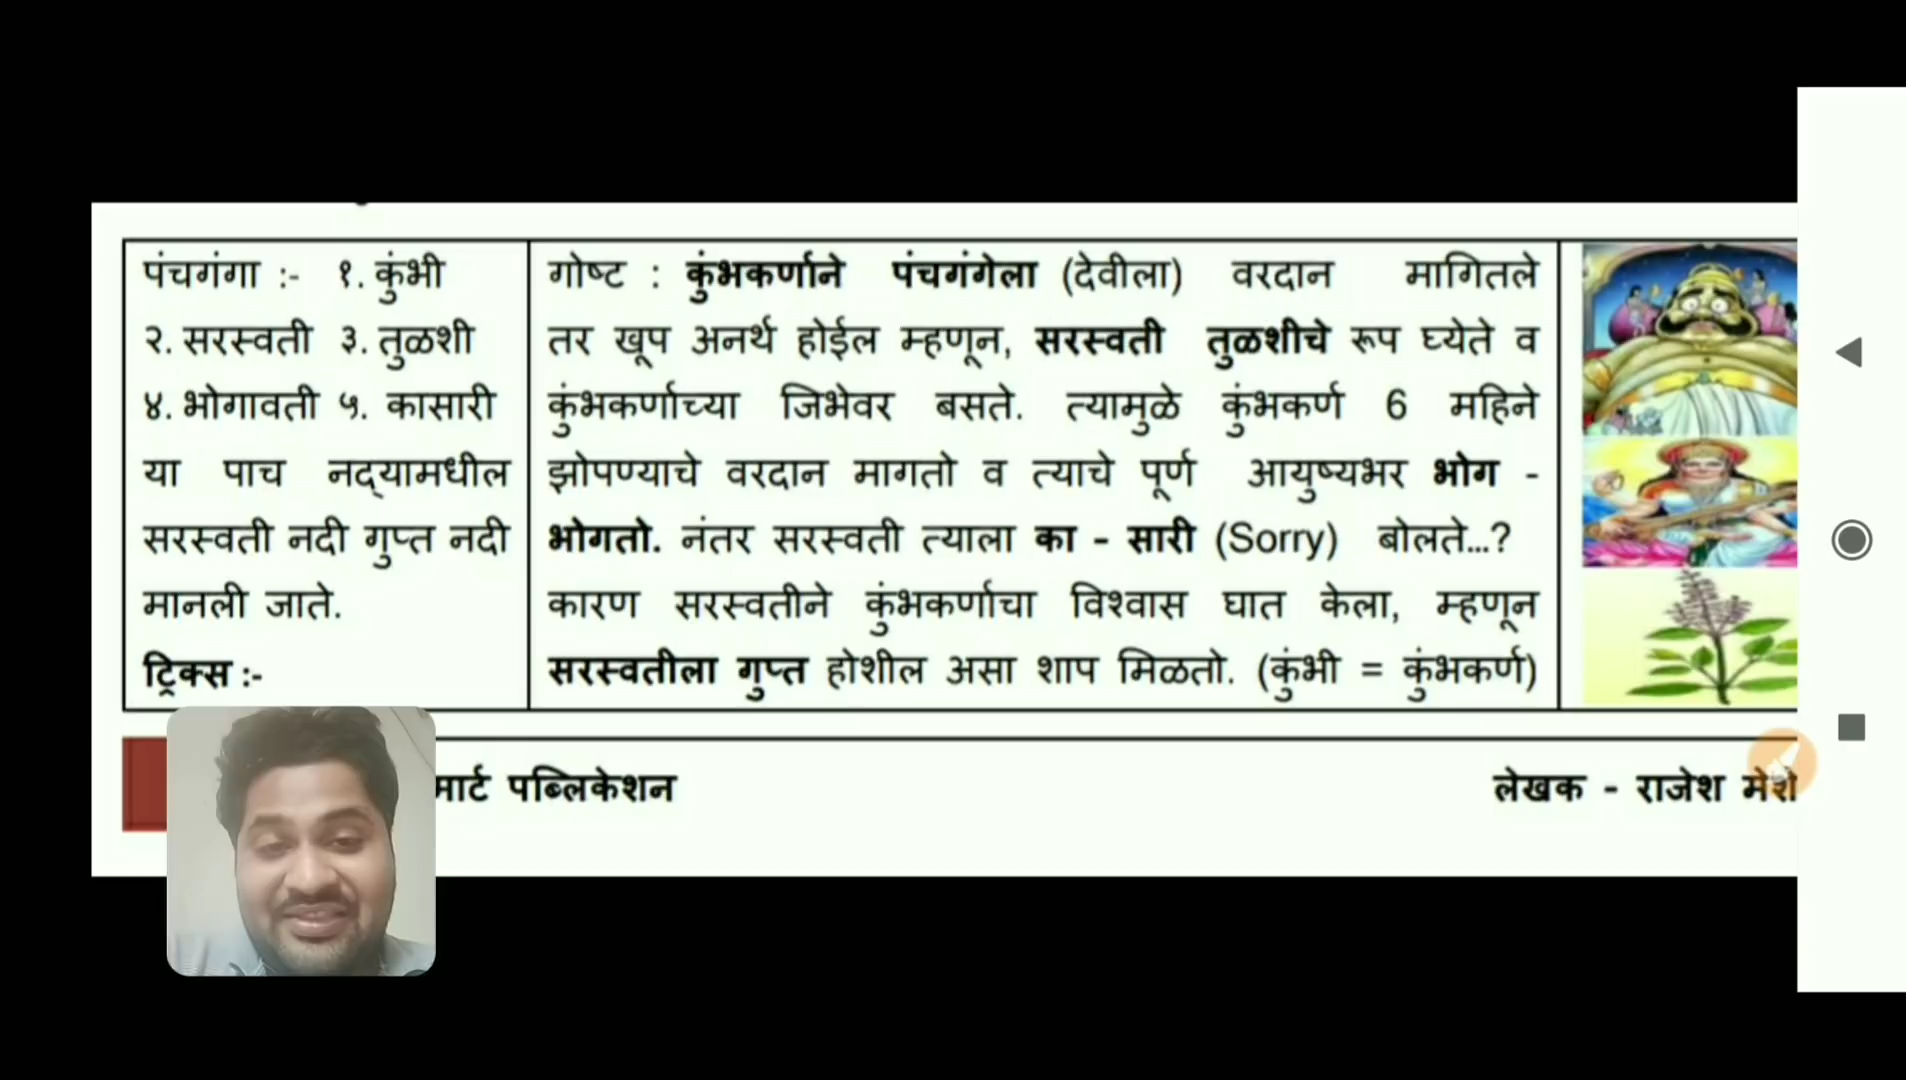 पंचगंगा :- १. कुंभी
२. सरस्वती ३. तुळशी
४. भोगावती ५. कासारी
या पाच नद्यामधील
सरस्वती नदी गुप्त नदी
मानली जाते.
ट्रिक्स :-
गोष्ट : कुंभकर्णाने पंचगंगेला (देवीला) वरदान मागितले
तर खूप अनर्थ होईल म्हणून, सरस्वती तुळशीचे रूप घ्येते व
कुंभकर्णाच्या जिभेवर बसते. त्यामुळे कुंभकर्ण 6 महिने
झोपण्याचे वरदान मागतो व त्याचे पूर्ण आयुष्यभर भोग -
भोगतो. नंतर सरस्वती त्याला का - सारी (Sorry) बोलते...?
कारण सरस्वतीने कुंभकर्णाचा विश्वास घात केला, म्हणून
सरस्वतीला गुप्त होशील असा शाप मिळतो. (कुंभी = कुंभकर्ण)
मार्ट पब्लिकेशन
लेखक - राजेश मेशे